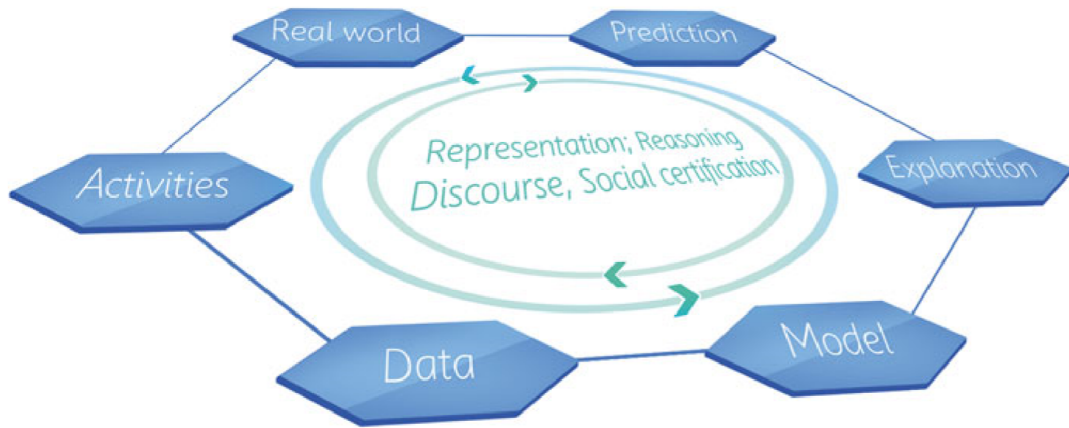 Real world
Prediction
Activities
Representation; Reasoning
Discourse, Social certification
Explanation
Data
Model